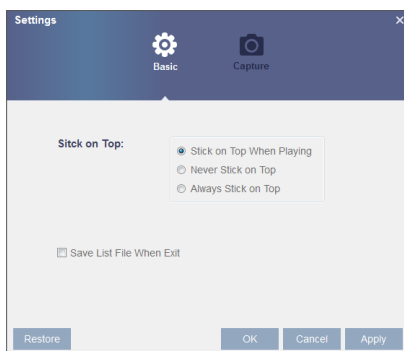 Settings
Basic
Capture
Sitck on Top:
Stick on Top When Playing
Never Stick on Top
Always Stick on Top
Save List File When Exit
Restore
OK
Cancel
Apply